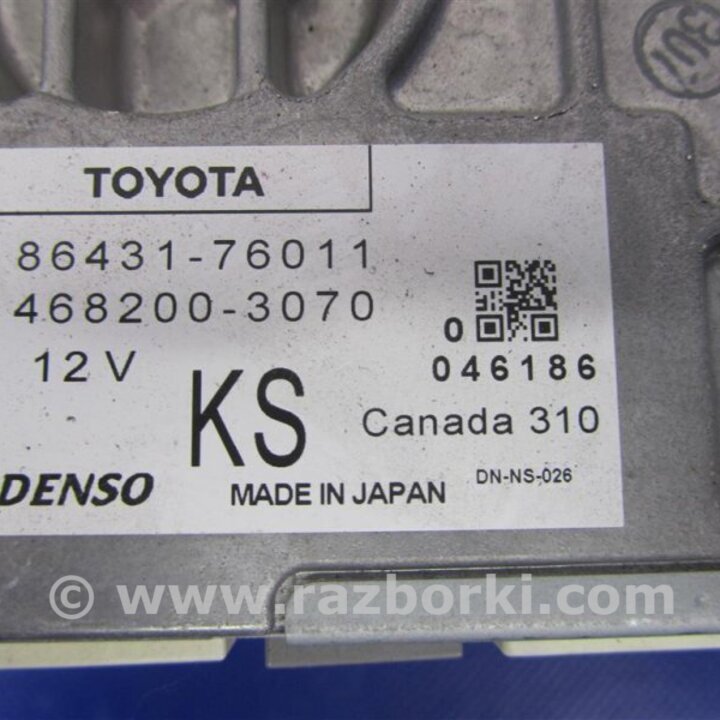 TOYOTA
86431-76011
468200-3070
0
12V
046186
KS
Canada 310
DENSO
MADE IN JAPAN
DN-NS-026
© www.razborki.com